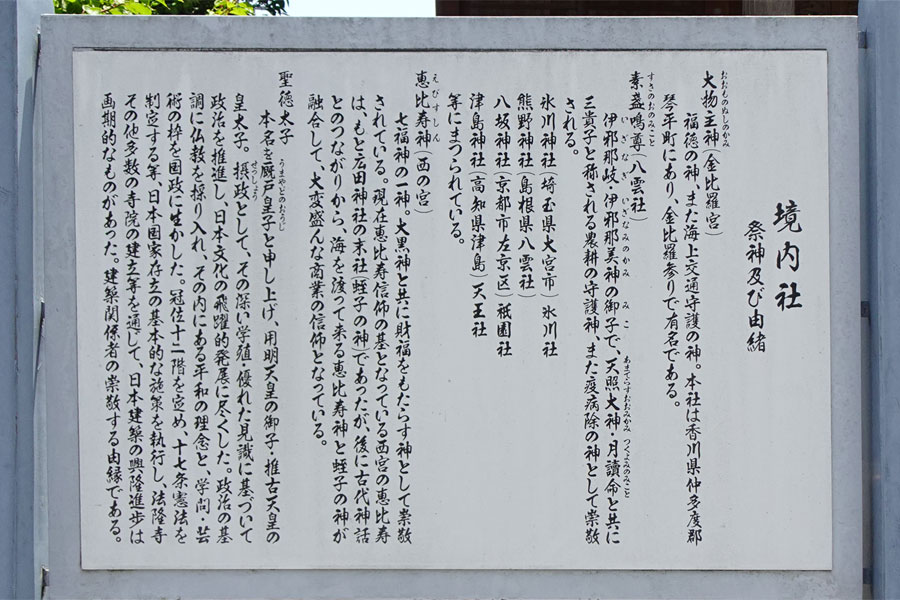 境内社
祭神及び由緒
大物主神(金比羅宮)
福徳の神、また海上交通守護の神。本社は香川県仲多度郡
琴平町にあり、金比羅参りで有名である。
素盞嗚尊(八雲社)
伊邪那岐・伊邪那美神の御子で、天照大神・月讀命と共に
三貴子と称される農耕の守護神、また疫病除の神として崇敬
される。
氷川神社(埼玉県大宮市)氷川社
熊野神社(島根県八雲社)
八坂神社(京都市左京区)祇園社
津島神社(高知県津島)天王社
等にまつられている。
恵比寿神(西の宮)
七福神の一神。大黒神と共に財福をもたらす神として崇敬
されている。現在恵比寿信仰の基となっている西宮の恵比寿
は、もと広田神社の末社(蛭子の神)であったが、後に古代神話
とのつながりから、海を渡って来る恵比寿神と蛭子の神が
融合して、大変盛んな商業の信仰となっている。
聖徳太子
本名を厩戸皇子と申し上げ、用明天皇の御子・推古天皇の
皇太子。摂政として、その深い学殖・優れた見識に基づいて
政治を推進し、日本文化の飛躍的発展に尽くした。政治の基
調に仏教を採り入れ、その内にある平和の理念と、学問・芸
術の枠を国政に生かした。冠位十二階を定め、十七条憲法を
制定する等、日本国家存立の基本的な施策を執行し、法隆寺
その他多数の寺院の建立等を通して、日本建築の興隆進歩は
画期的なものがあった。建築関係者の崇敬する由縁である。